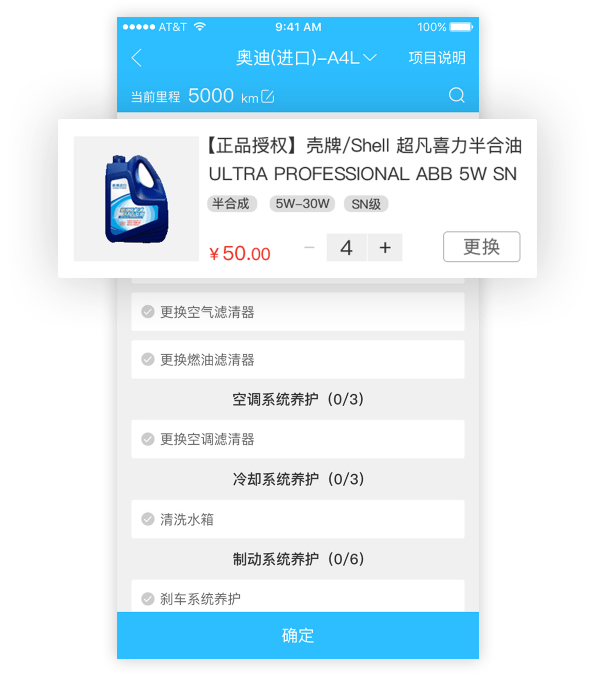 AT&T
9:41 AM
100%
奥迪(进口)-A4L
项目说明
当前里程 5000 km
【正品授权】壳牌/Shell 超凡喜力半合油
ULTRA PROFESSIONAL ABB 5W SN
半合成
5W-30W
SN级
¥50.00
− 4 +
更换
更换空气滤清器
更换燃油滤清器
空调系统养护（0/3）
更换空调滤清器
冷却系统养护（0/3）
清洗水箱
制动系统养护（0/6）
刹车系统养护
确定